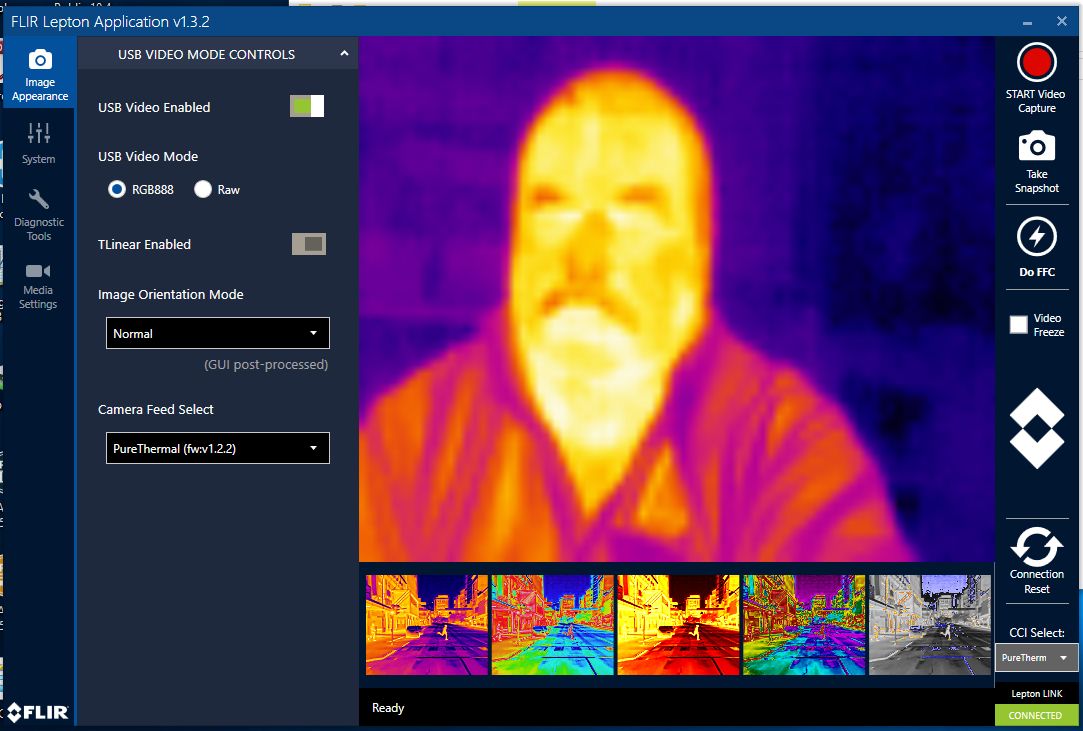 FLIR Lepton Application v1.3.2
Image
Appearance
System
Diagnostic
Tools
Media
Settings
FLIR
USB VIDEO MODE CONTROLS
USB Video Enabled
USB Video Mode
RGB888 Raw
TLinear Enabled
Image Orientation Mode
Normal
(GUI post-processed)
Camera Feed Select
PureThermal (fw:v1.2.2)
Ready
START Video
Capture
Take
Snapshot
Do FFC
Video
Freeze
Connection
Reset
CCI Select:
PureTherm
Lepton LINK
CONNECTED